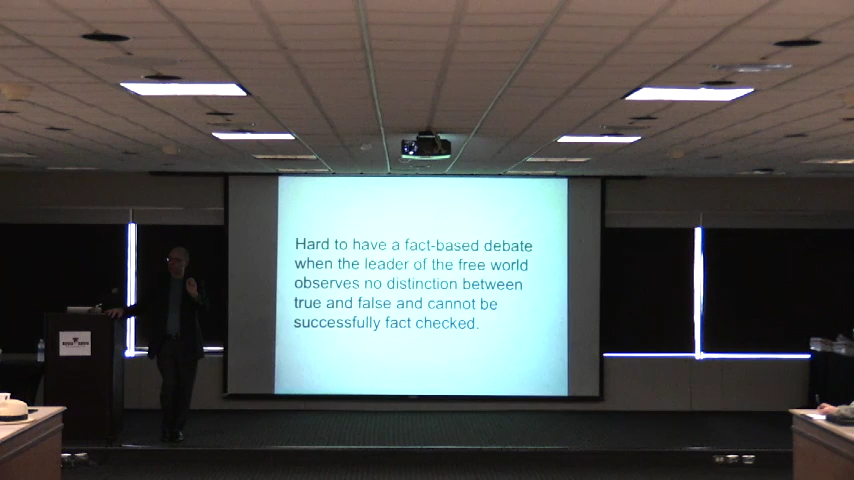 Hard to have a fact-based debate
when the leader of the free world
observes no distinction between
true and false and cannot be
successfully fact checked.